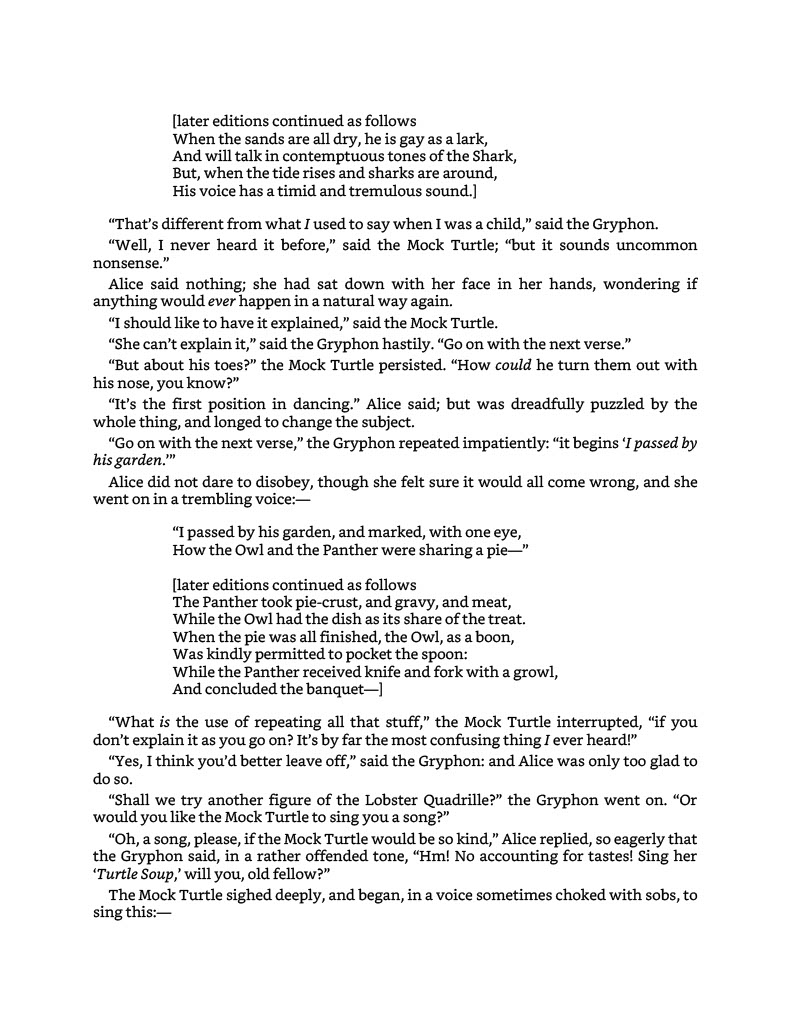 [later editions continued as follows
When the sands are all dry, he is gay as a lark,
And will talk in contemptuous tones of the Shark,
But, when the tide rises and sharks are around,
His voice has a timid and tremulous sound.]
“That’s different from what I used to say when I was a child,” said the Gryphon.
“Well, I never heard it before,” said the Mock Turtle; “but it sounds uncommon
nonsense.”
Alice said nothing; she had sat down with her face in her hands, wondering if
anything would ever happen in a natural way again.
“I should like to have it explained,” said the Mock Turtle.
“She can’t explain it,” said the Gryphon hastily. “Go on with the next verse.”
“But about his toes?” the Mock Turtle persisted. “How could he turn them out with
his nose, you know?”
“It’s the first position in dancing.” Alice said; but was dreadfully puzzled by the
whole thing, and longed to change the subject.
“Go on with the next verse,” the Gryphon repeated impatiently: “it begins ‘I passed by
his garden.’”
Alice did not dare to disobey, though she felt sure it would all come wrong, and she
went on in a trembling voice:—
“I passed by his garden, and marked, with one eye,
How the Owl and the Panther were sharing a pie—”
[later editions continued as follows
The Panther took pie-crust, and gravy, and meat,
While the Owl had the dish as its share of the treat.
When the pie was all finished, the Owl, as a boon,
Was kindly permitted to pocket the spoon:
While the Panther received knife and fork with a growl,
And concluded the banquet—]
“What is the use of repeating all that stuff,” the Mock Turtle interrupted, “if you
don’t explain it as you go on? It’s by far the most confusing thing I ever heard!”
“Yes, I think you’d better leave off,” said the Gryphon: and Alice was only too glad to
do so.
“Shall we try another figure of the Lobster Quadrille?” the Gryphon went on. “Or
would you like the Mock Turtle to sing you a song?”
“Oh, a song, please, if the Mock Turtle would be so kind,” Alice replied, so eagerly that
the Gryphon said, in a rather offended tone, “Hm! No accounting for tastes! Sing her
‘Turtle Soup,’ will you, old fellow?”
The Mock Turtle sighed deeply, and began, in a voice sometimes choked with sobs, to
sing this:—